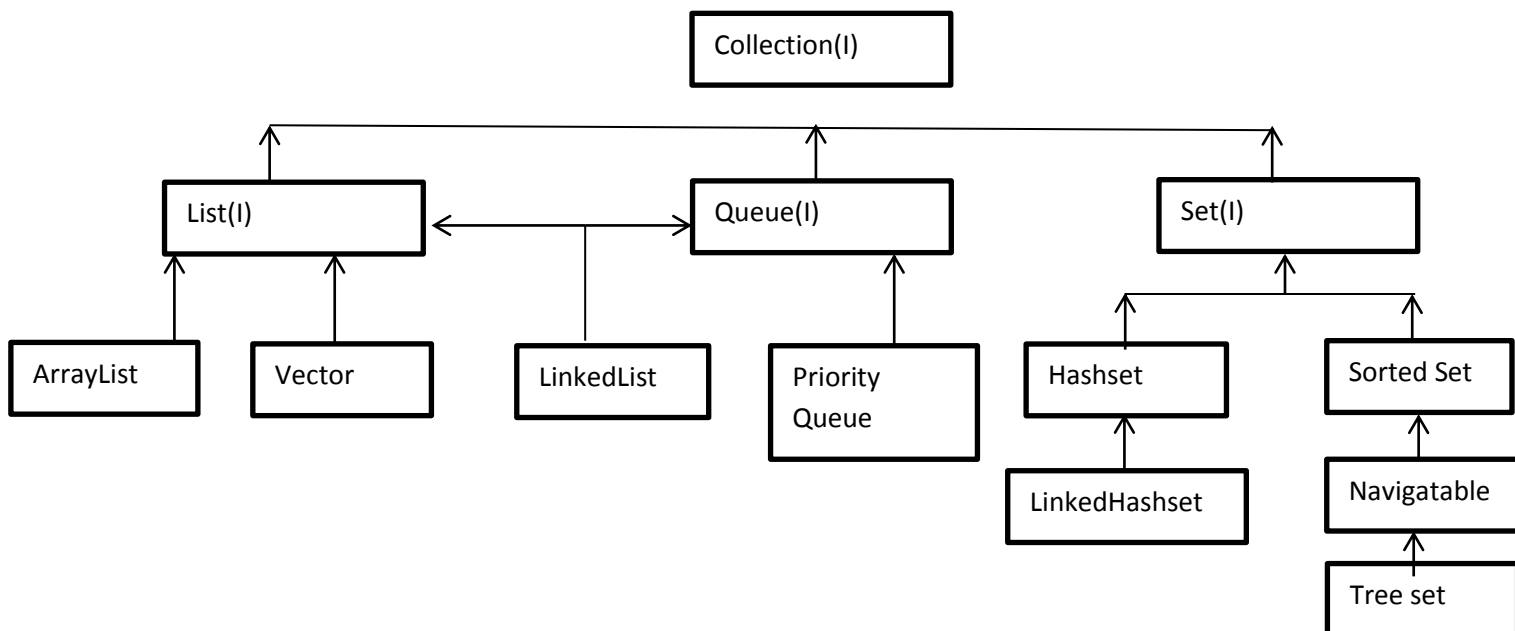 Collection(I)
List(I)
Queue(I)
Set(I)
ArrayList
Vector
LinkedList
Priority
Queue
Hashset
Sorted Set
LinkedHashset
Navigatable
Tree set